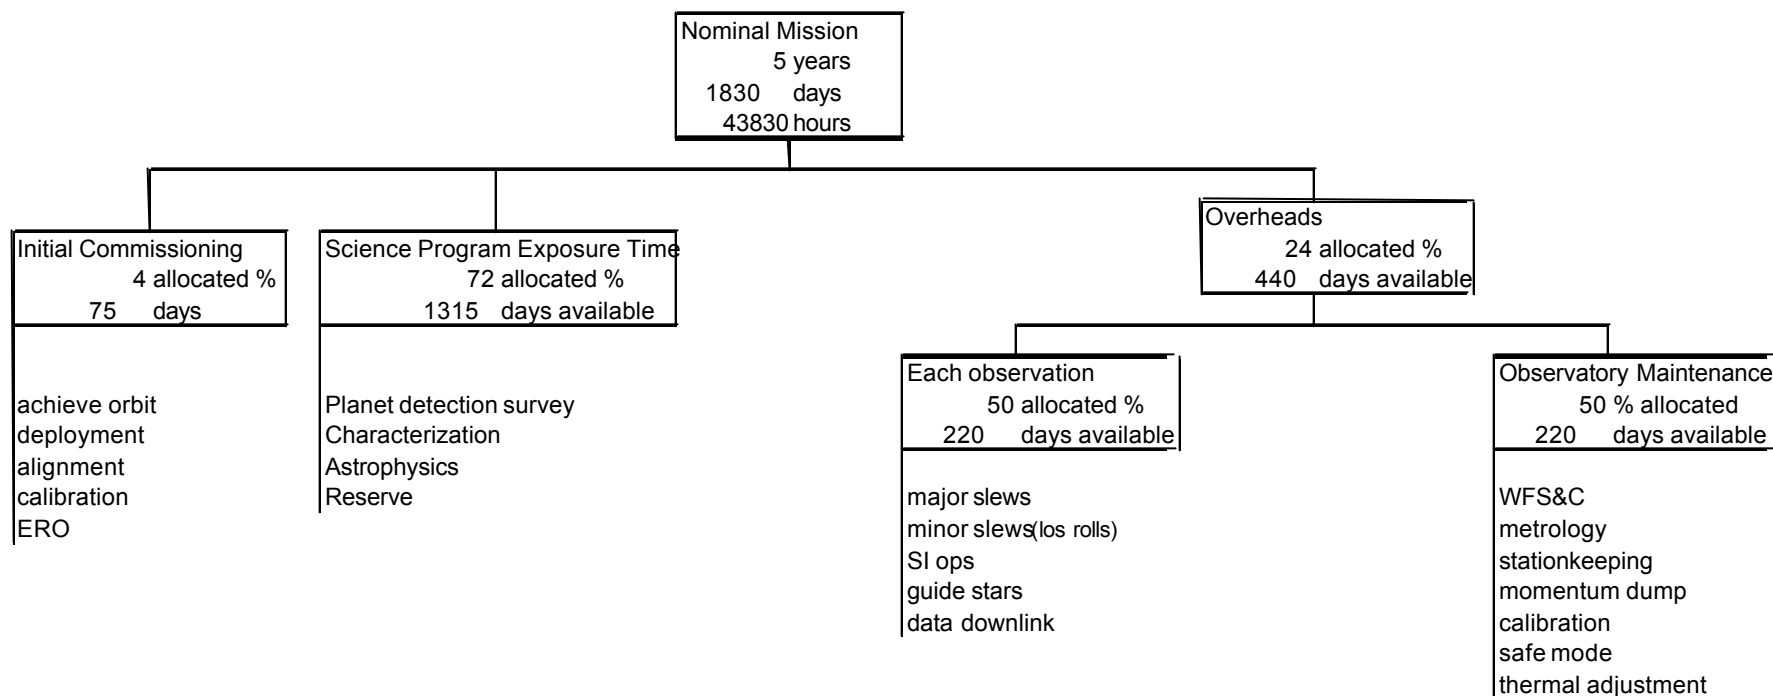 Nominal Mission
5 years
1830 days
43830 hours
Initial Commissioning
4 allocated %
75 days
achieve orbit
deployment
alignment
calibration
ERO
Science Program Exposure Time
72 allocated %
1315 days available
Planet detection survey
Characterization
Astrophysics
Reserve
Overheads
24 allocated %
440 days available
Each observation
50 allocated %
220 days available
major slews
minor slews(los rolls)
SI ops
guide stars
data downlink
Observatory Maintenance
50 % allocated
220 days available
WFS&C
metrology
stationkeeping
momentum dump
calibration
safe mode
thermal adjustment